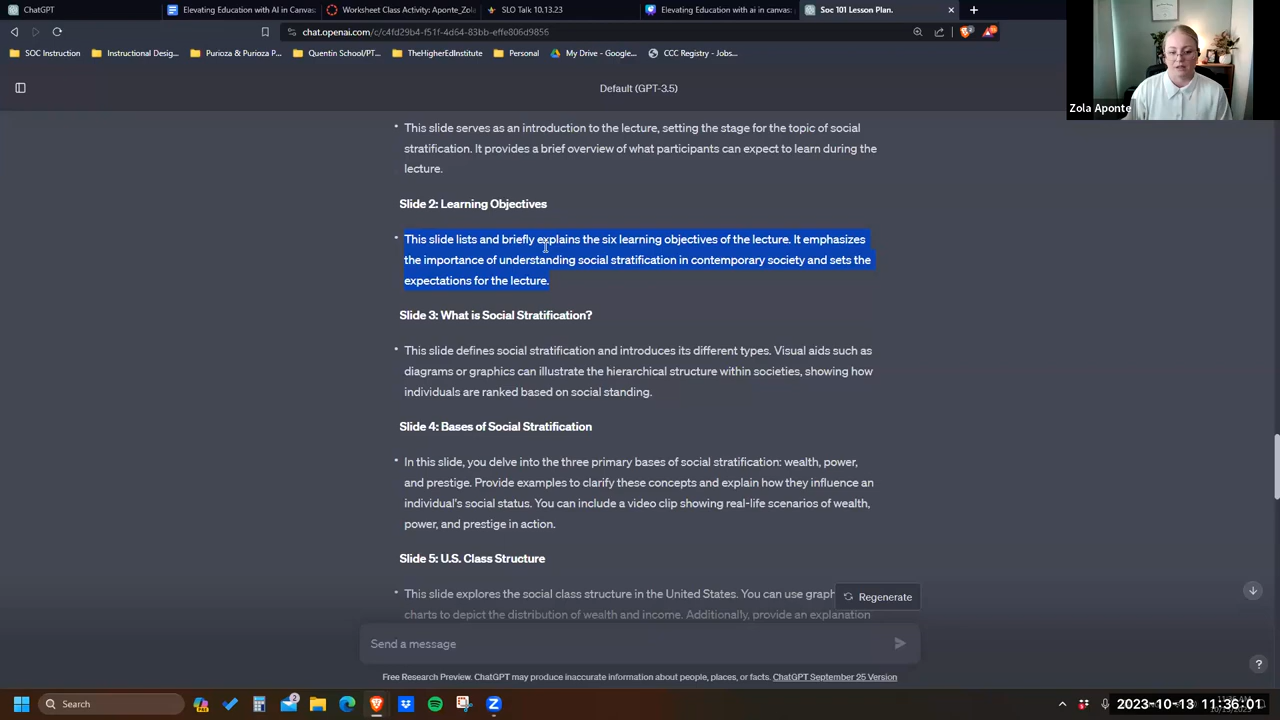 ChatGPT
Elevating Education with AI in Canvas
Worksheet Class Activity: Aponte_Zola
SLO Talk 10.13.23
Elevating Education with ai in canvas:
Soc 101 Lesson Plan.
chat.openai.com/c/c4fd29b4-f51f-4d64-83bb-effe806d9856
SOC Instruction
Instructional Desig...
Purioza & Purioza
Quentin School/PT...
TheHigherEdInstitute
Personal
My Drive - Google...
CCC Registry - Jobs...
Default (GPT-3.5)
Zola Aponte
This slide serves as an introduction to the lecture, setting the stage for the topic of social
stratification. It provides a brief overview of what participants can expect to learn during the
lecture.
Slide 2: Learning Objectives
This slide lists and briefly explains the six learning objectives of the lecture. It emphasizes
the importance of understanding social stratification in contemporary society and sets the
expectations for the lecture.
Slide 3: What is Social Stratification?
This slide defines social stratification and introduces its different types. Visual aids such as
diagrams or graphics can illustrate the hierarchical structure within societies, showing how
individuals are ranked based on social standing.
Slide 4: Bases of Social Stratification
In this slide, you delve into the three primary bases of social stratification: wealth, power,
and prestige. Provide examples to clarify these concepts and explain how they influence an
individual's social status. You can include a video clip showing real-life scenarios of wealth,
power, and prestige in action.
Slide 5: U.S. Class Structure
This slide explores the social class structure in the United States. You can use graph
charts to depict the distribution of wealth and income. Additionally, provide an explanation
Regenerate
Send a message
Free Research Preview. ChatGPT may produce inaccurate information about people, places, or facts. ChatGPT September 25 Version
?
Search
2
2023-10-13 11:36:01